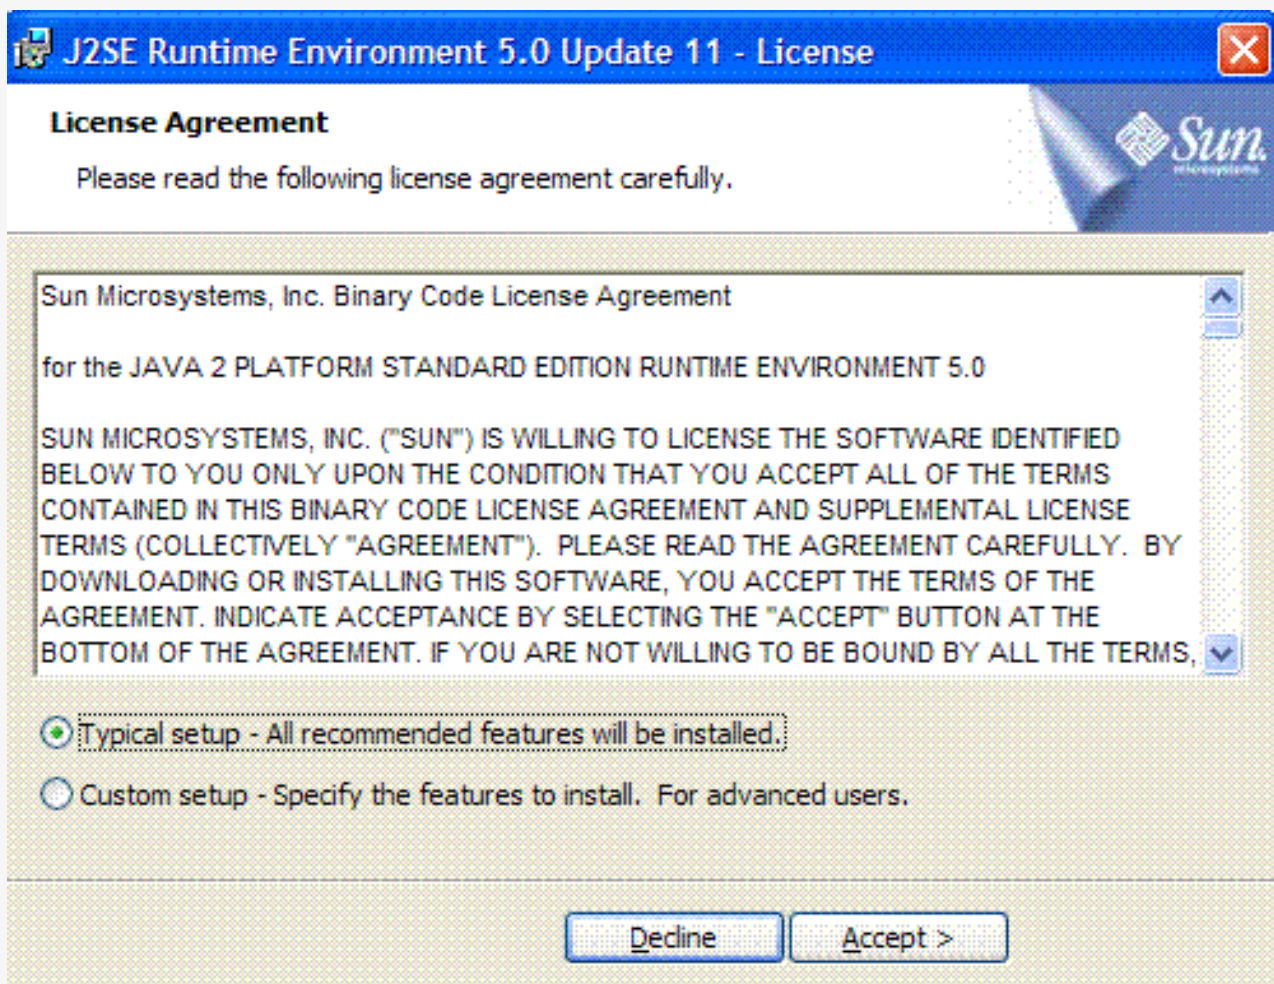 J2SE Runtime Environment 5.0 Update 11 - License
License Agreement
Please read the following license agreement carefully.
Sun
microsystems
Sun Microsystems, Inc. Binary Code License Agreement
for the JAVA 2 PLATFORM STANDARD EDITION RUNTIME ENVIRONMENT 5.0
SUN MICROSYSTEMS, INC. ("SUN") IS WILLING TO LICENSE THE SOFTWARE IDENTIFIED
BELOW TO YOU ONLY UPON THE CONDITION THAT YOU ACCEPT ALL OF THE TERMS
CONTAINED IN THIS BINARY CODE LICENSE AGREEMENT AND SUPPLEMENTAL LICENSE
TERMS (COLLECTIVELY "AGREEMENT").  PLEASE READ THE AGREEMENT CAREFULLY.  BY
DOWNLOADING OR INSTALLING THIS SOFTWARE, YOU ACCEPT THE TERMS OF THE
AGREEMENT. INDICATE ACCEPTANCE BY SELECTING THE "ACCEPT" BUTTON AT THE
BOTTOM OF THE AGREEMENT. IF YOU ARE NOT WILLING TO BE BOUND BY ALL THE TERMS,
Typical setup - All recommended features will be installed.
Custom setup - Specify the features to install.  For advanced users.
Decline
Accept >